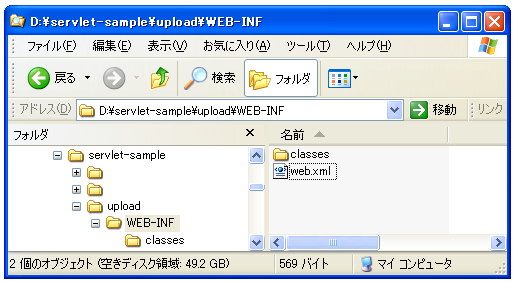 D:¥servlet-sample¥upload¥WEB-INF
ファイル(F) 編集(E) 表示(V) お気に入り(A) ツール(T) ヘルプ(H)
戻る 検索 フォルダ
アドレス(D) D:¥servlet-sample¥upload¥WEB-INF 移動 リンク
フォルダ 名前
servlet-sample
upload
WEB-INF
classes
classes
web.xml
2 個のオブジェクト (空きディスク領域: 49.2 GB) 569 バイト マイ コンピュータ